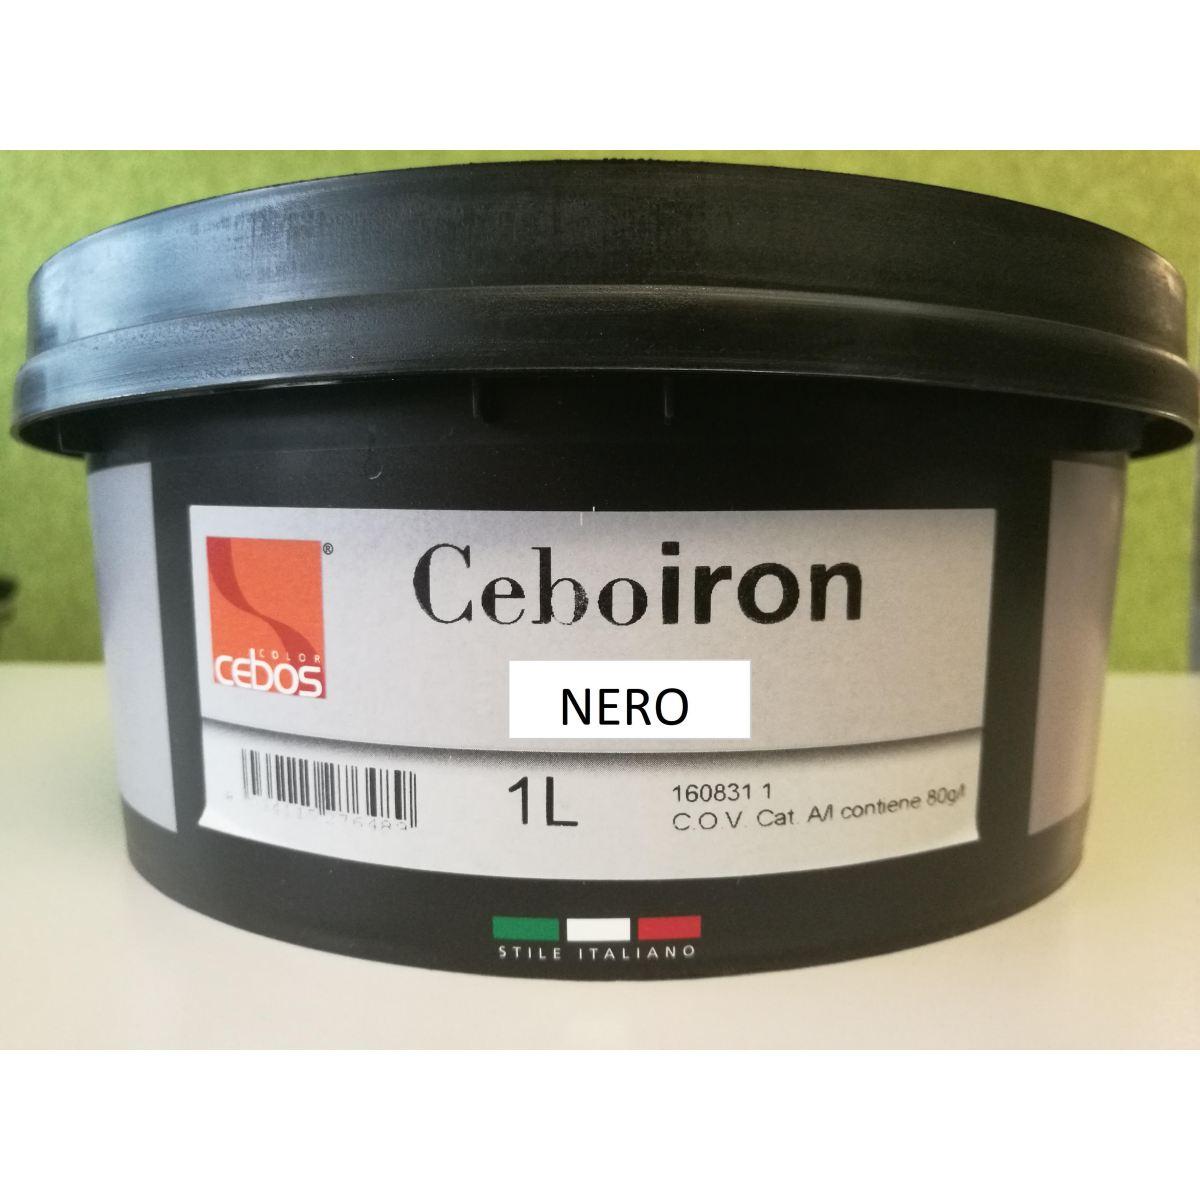 ®
Ceboiron
COLOR
cebos
NERO
1L
160831 1
C.O.V. Cat. A/I contiene 80g/l
STILE ITALIANO